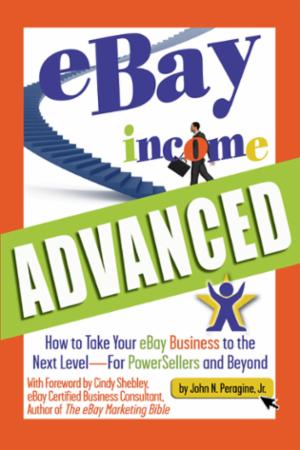 eBay
income
ADVANCED
How to Take Your eBay Business to the
Next Level—For PowerSellers and Beyond
With Foreword by Cindy Shebley,
eBay Certified Business Consultant,
Author of The eBay Marketing Bible
by John N. Peragine, Jr.